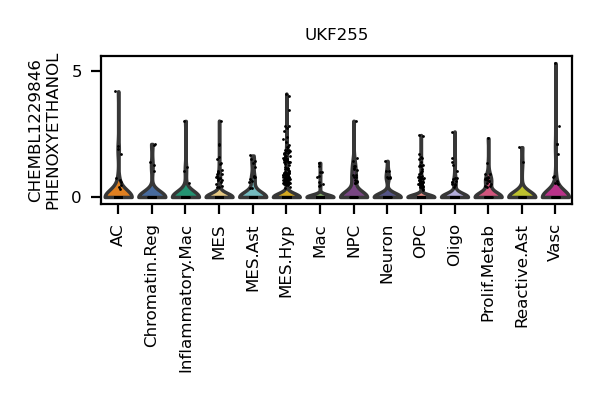 UKF255
CHEMBL1229846
PHENOXYETHANOL
5
0
AC
Chromatin.Reg
Inflammatory.Mac
MES
MES.Ast
MES.Hyp
Mac
NPC
Neuron
OPC
Oligo
Prolif.Metab
Reactive.Ast
Vasc